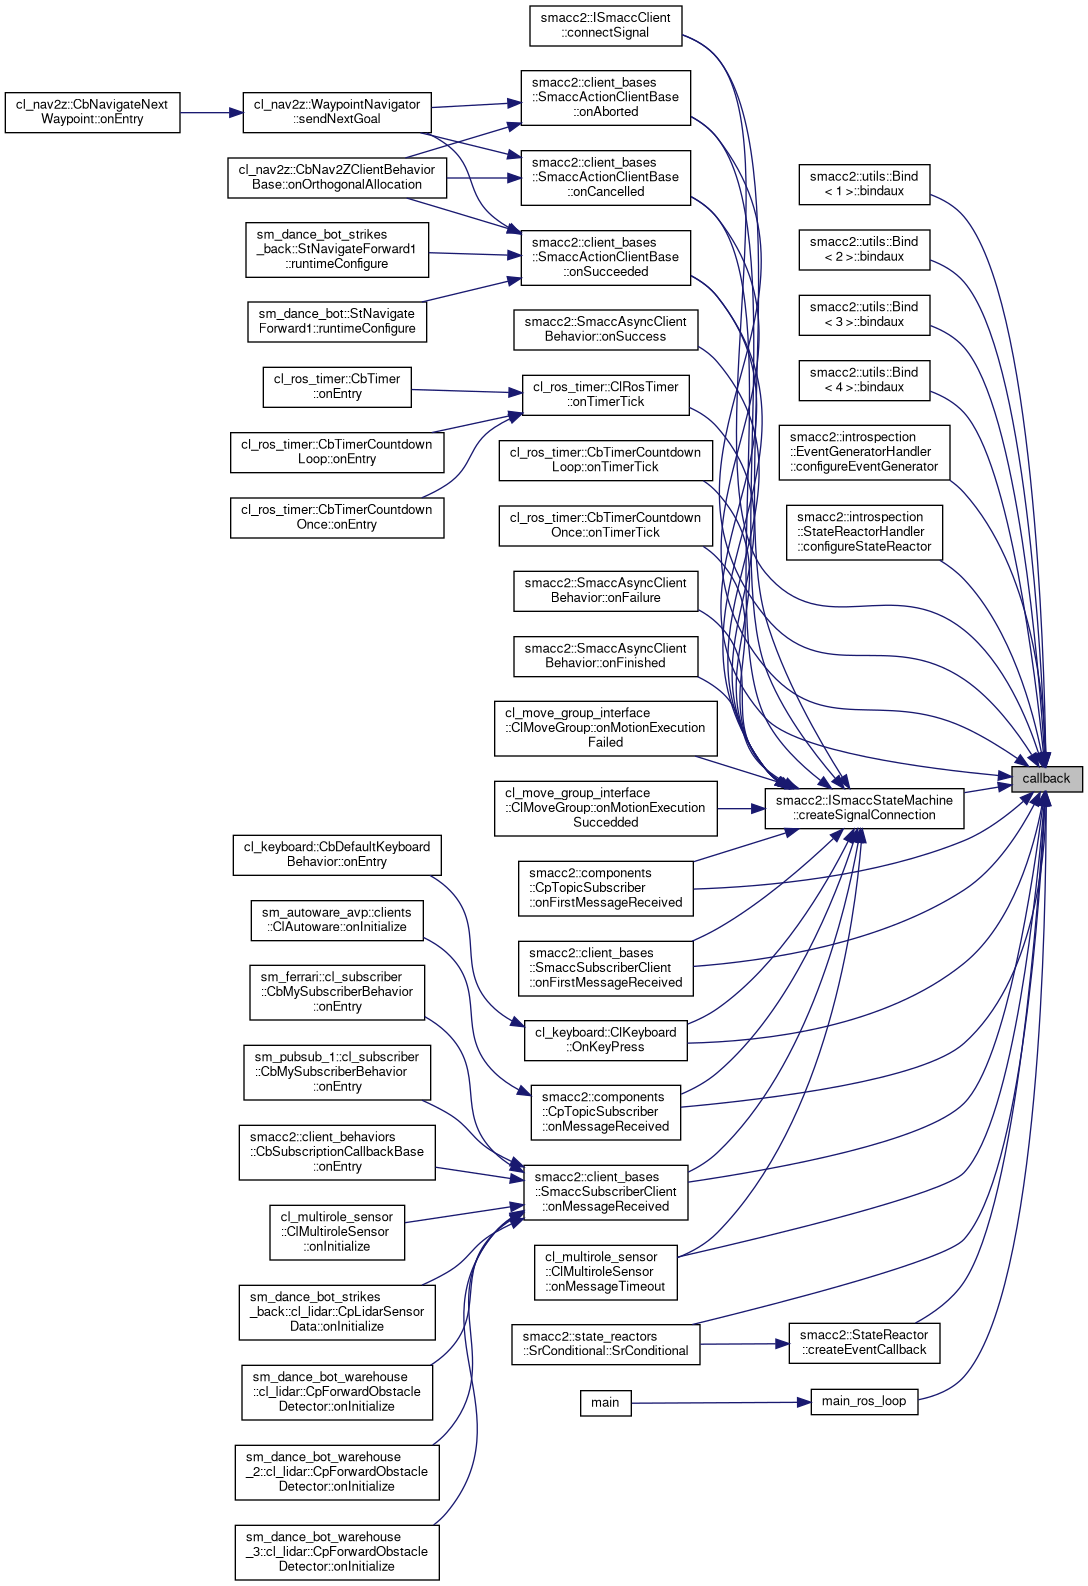 smacc2::ISmaccClient
::connectSignal
smacc2::client_bases
::SmaccActionClientBase
::onAborted
cl_nav2z::CbNavigateNext
Waypoint::onEntry
cl_nav2z::WaypointNavigator
::sendNextGoal
smacc2::client_bases
::SmaccActionClientBase
::onCancelled
cl_nav2z::CbNav2ZClientBehavior
Base::onOrthogonalAllocation
smacc2::utils::Bind
< 1 >::bindaux
sm_dance_bot_strikes
_back::StNavigateForward1
::runtimeConfigure
smacc2::client_bases
::SmaccActionClientBase
::onSucceeded
smacc2::utils::Bind
< 2 >::bindaux
sm_dance_bot::StNavigate
Forward1::runtimeConfigure
smacc2::SmaccAsyncClient
Behavior::onSuccess
smacc2::utils::Bind
< 3 >::bindaux
cl_ros_timer::CbTimer
::onEntry
cl_ros_timer::ClRosTimer
::onTimerTick
smacc2::utils::Bind
< 4 >::bindaux
cl_ros_timer::CbTimerCountdown
Loop::onEntry
cl_ros_timer::CbTimerCountdown
Loop::onTimerTick
smacc2::introspection
::EventGeneratorHandler
::configureEventGenerator
cl_ros_timer::CbTimerCountdown
Once::onEntry
cl_ros_timer::CbTimerCountdown
Once::onTimerTick
smacc2::introspection
::StateReactorHandler
::configureStateReactor
smacc2::SmaccAsyncClient
Behavior::onFailure
smacc2::SmaccAsyncClient
Behavior::onFinished
cl_move_group_interface
::ClMoveGroup::onMotionExecution
Failed
callback
cl_move_group_interface
::ClMoveGroup::onMotionExecution
Succedded
smacc2::ISmaccStateMachine
::createSignalConnection
cl_keyboard::CbDefaultKeyboard
Behavior::onEntry
smacc2::components
::CpTopicSubscriber
::onFirstMessageReceived
sm_autoware_avp::clients
::ClAutoware::onInitialize
smacc2::client_bases
::SmaccSubscriberClient
::onFirstMessageReceived
sm_ferrari::cl_subscriber
::CbMySubscriberBehavior
::onEntry
cl_keyboard::ClKeyboard
::OnKeyPress
sm_pubsub_1::cl_subscriber
::CbMySubscriberBehavior
::onEntry
smacc2::components
::CpTopicSubscriber
::onMessageReceived
smacc2::client_behaviors
::CbSubscriptionCallbackBase
::onEntry
smacc2::client_bases
::SmaccSubscriberClient
::onMessageReceived
cl_multirole_sensor
::ClMultiroleSensor
::onInitialize
cl_multirole_sensor
::ClMultiroleSensor
::onMessageTimeout
sm_dance_bot_strikes
_back::cl_lidar::CpLidarSensor
Data::onInitialize
smacc2::state_reactors
::SrConditional::SrConditional
smacc2::StateReactor
::createEventCallback
sm_dance_bot_warehouse
::cl_lidar::CpForwardObstacle
Detector::onInitialize
main
main_ros_loop
sm_dance_bot_warehouse
_2::cl_lidar::CpForwardObstacle
Detector::onInitialize
sm_dance_bot_warehouse
_3::cl_lidar::CpForwardObstacle
Detector::onInitialize